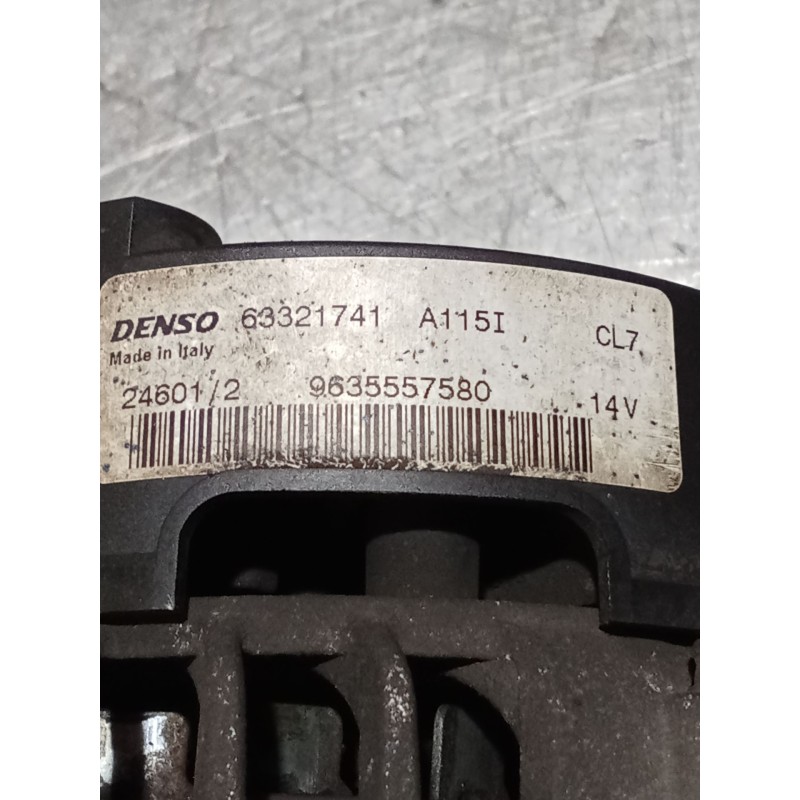 DENSO 63321741 A115I CL7
Made in Italy
24601/2 9635557580 14V